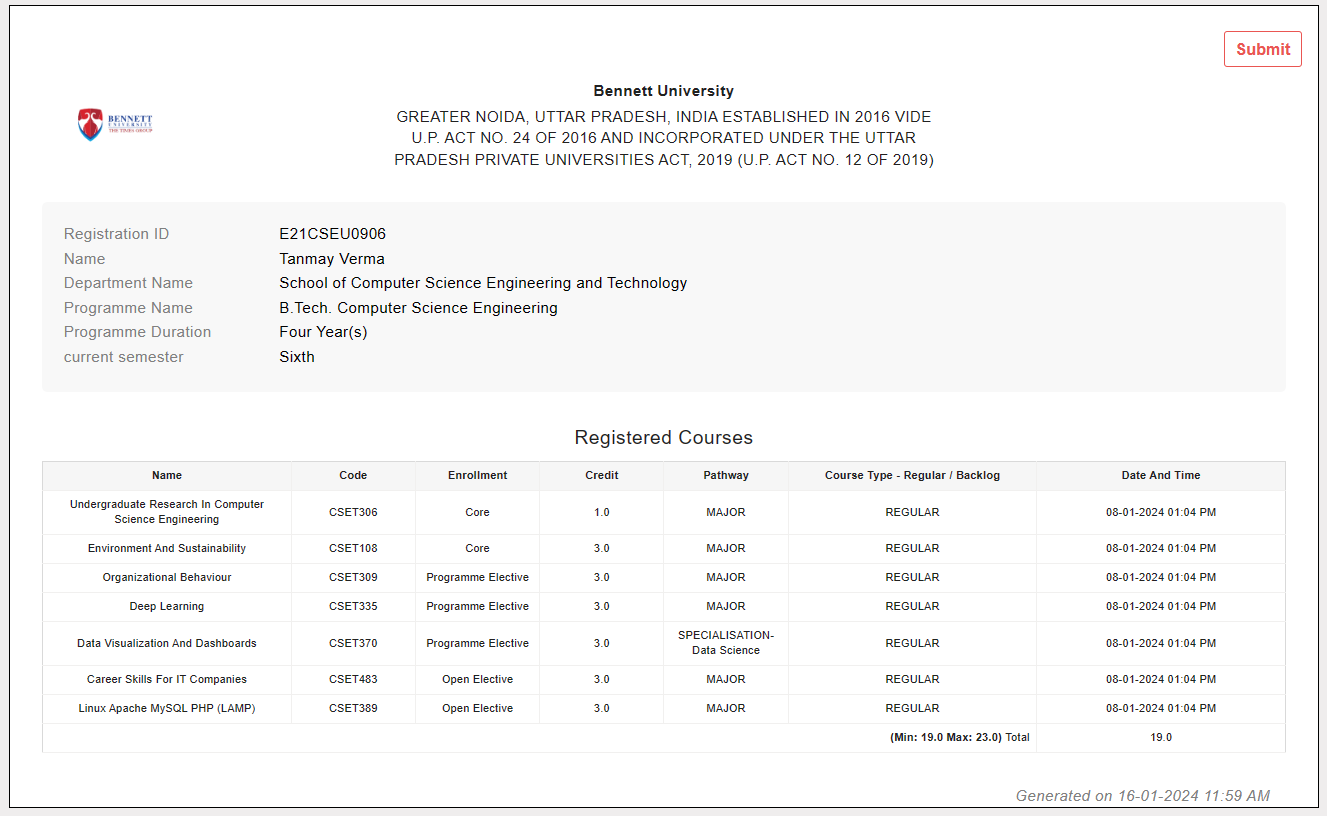 Submit
Bennett University
BENNETT
UNIVERSITY
THE TIMES GROUP
GREATER NOIDA, UTTAR PRADESH, INDIA ESTABLISHED IN 2016 VIDE
U.P. ACT NO. 24 OF 2016 AND INCORPORATED UNDER THE UTTAR
PRADESH PRIVATE UNIVERSITIES ACT, 2019 (U.P. ACT NO. 12 OF 2019)
Registration ID E21CSEU0906
Name Tanmay Verma
Department Name School of Computer Science Engineering and Technology
Programme Name B.Tech. Computer Science Engineering
Programme Duration Four Year(s)
current semester Sixth
Registered Courses
Name Code Enrollment Credit Pathway Course Type - Regular / Backlog Date And Time
Undergraduate Research In Computer
Science Engineering CSET306 Core 1.0 MAJOR REGULAR 08-01-2024 01:04 PM
Environment And Sustainability CSET108 Core 3.0 MAJOR REGULAR 08-01-2024 01:04 PM
Organizational Behaviour CSET309 Programme Elective 3.0 MAJOR REGULAR 08-01-2024 01:04 PM
Deep Learning CSET335 Programme Elective 3.0 MAJOR REGULAR 08-01-2024 01:04 PM
Data Visualization And Dashboards CSET370 Programme Elective 3.0 SPECIALISATION-
Data Science REGULAR 08-01-2024 01:04 PM
Career Skills For IT Companies CSET483 Open Elective 3.0 MAJOR REGULAR 08-01-2024 01:04 PM
Linux Apache MySQL PHP (LAMP) CSET389 Open Elective 3.0 MAJOR REGULAR 08-01-2024 01:04 PM
(Min: 19.0 Max: 23.0) Total 19.0
Generated on 16-01-2024 11:59 AM